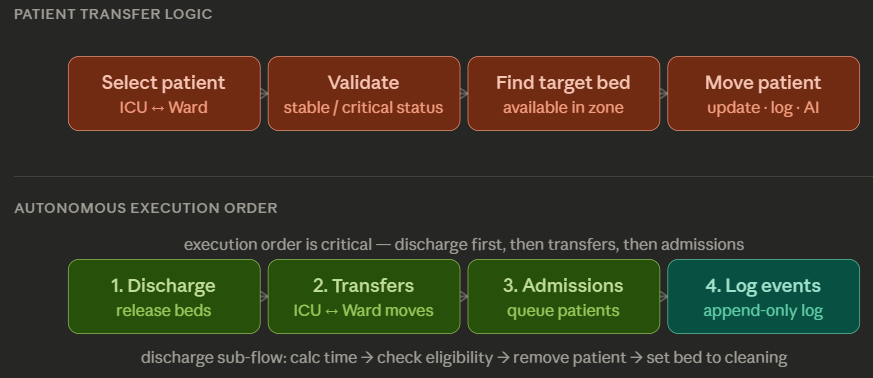 PATIENT TRANSFER LOGIC
Select patient
ICU ↔ Ward
Validate
stable / critical status
Find target bed
available in zone
Move patient
update · log · AI
AUTONOMOUS EXECUTION ORDER
execution order is critical — discharge first, then transfers, then admissions
1. Discharge
release beds
2. Transfers
ICU ↔ Ward moves
3. Admissions
queue patients
4. Log events
append-only log
discharge sub-flow: calc time → check eligibility → remove patient → set bed to cleaning